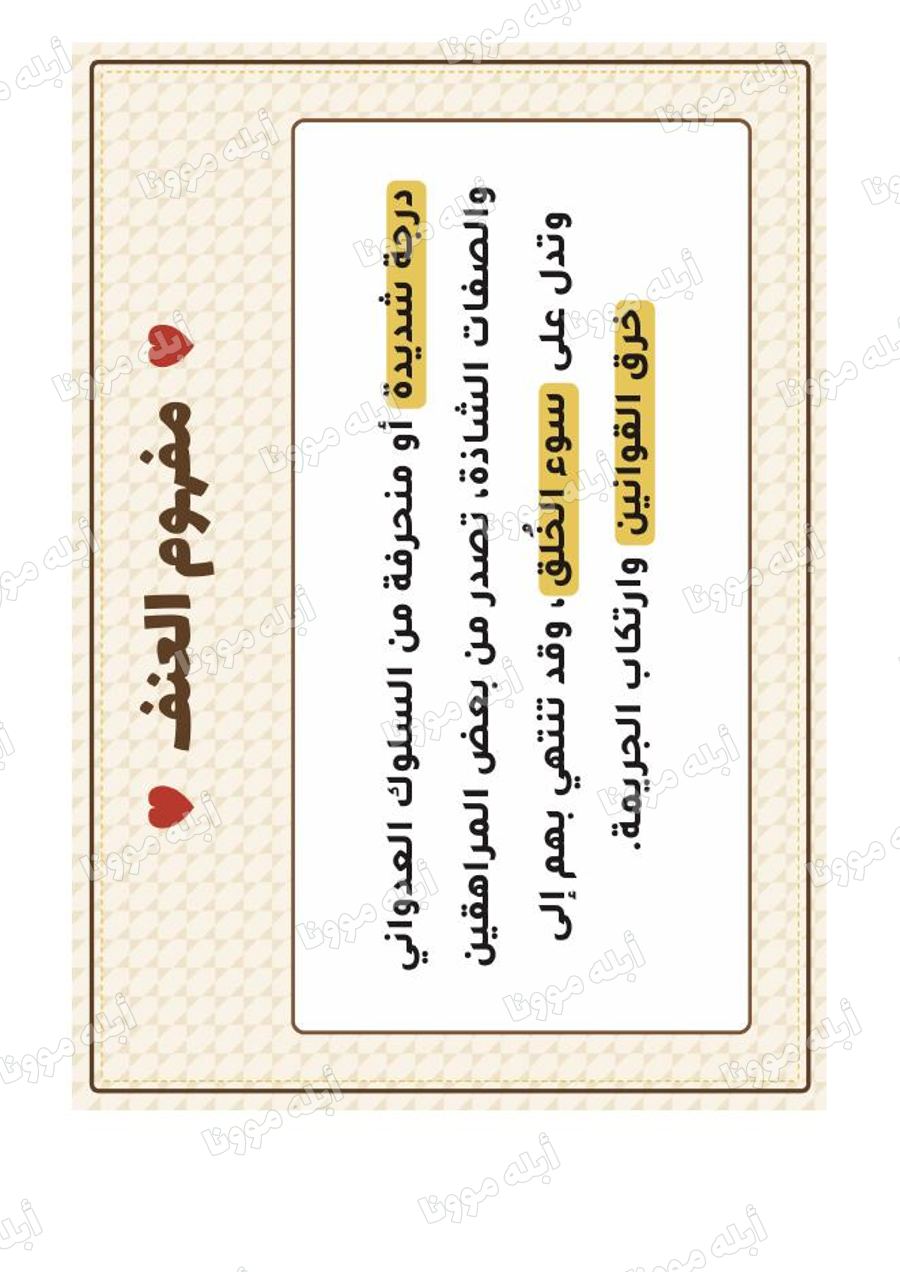 مفهوم العنف
درجة شديدة أو منحرفة من السلوك العدواني
والصفات الشاذة، تصدر من بعض المراهقين
وتدل على سوء الخُلق، وقد تنتهي بهم إلى
خرق القوانين وارتكاب الجريمة.
أبله موونا